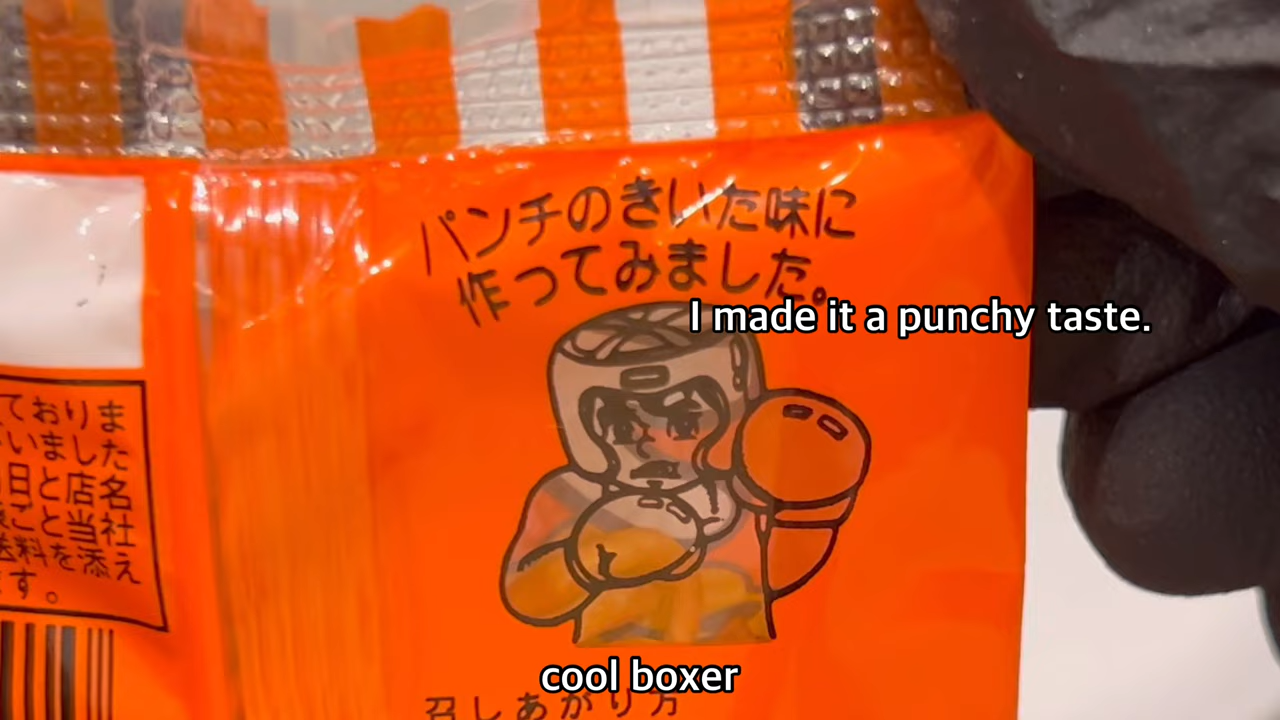 パンチのきいた味に
作ってみました。
I made it a punchy taste.
ておりま
いました
日と店名
ごと当社
送料を添え
ます。
cool boxer
召しあがり方